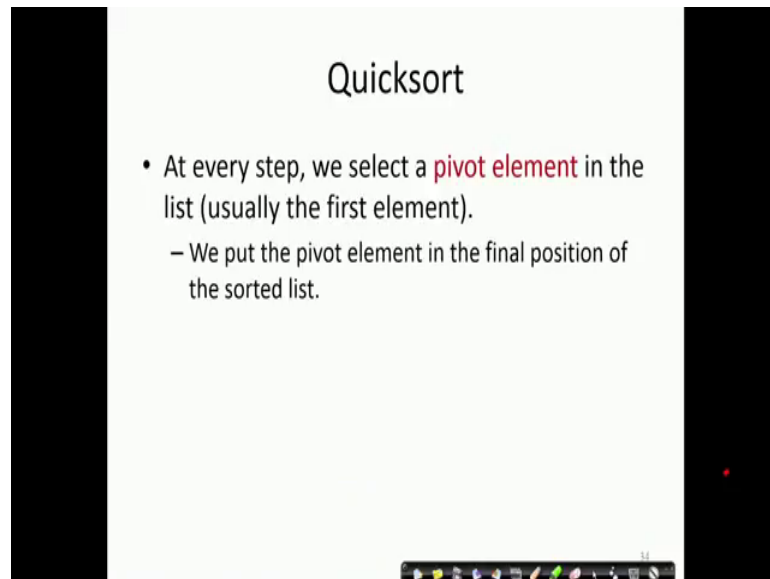 Quicksort
• At every step, we select a pivot element in the
list (usually the first element).
– We put the pivot element in the final position of
the sorted list.
34